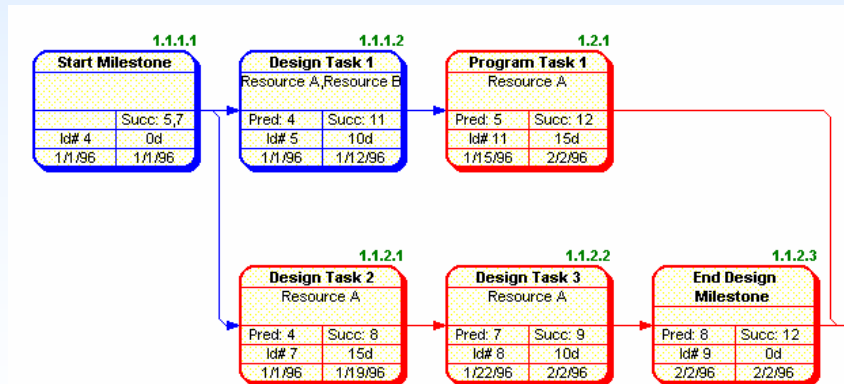 1.1.1.1 1.1.1.2 1.2.1
Start Milestone Design Task 1 Program Task 1
Resource A,Resource B Resource A
Succ: 5,7 Pred: 4 Succ: 11 Pred: 5 Succ: 12
Id# 4 0d Id# 5 10d Id# 11 15d
1/1/96 1/1/96 1/1/96 1/12/96 1/15/96 2/2/96
1.1.2.1 1.1.2.2 1.1.2.3
Design Task 2 Design Task 3 End Design
Resource A Resource A Milestone
Pred: 4 Succ: 8 Pred: 7 Succ: 9 Pred: 8 Succ: 12
Id# 7 15d Id# 8 10d Id# 9 0d
1/1/96 1/19/96 1/22/96 2/2/96 2/2/96 2/2/96